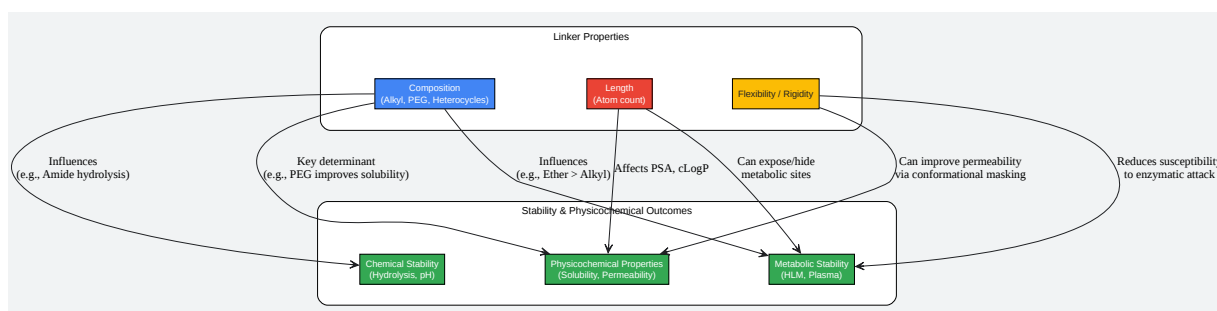 Linker Properties
Composition
(Alkyl, PEG, Heterocycles)
Length
(Atom count)
Flexibility / Rigidity
Influences
(e.g., Amide hydrolysis)
Key determinant
(e.g., PEG improves solubility)
Influences
(e.g., Ether > Alkyl)
Affects PSA, cLogP
Can expose/hide
metabolic sites
Can improve permeability
via conformational masking
Reduces susceptibility
to enzymatic attack
Stability & Physicochemical Outcomes
Chemical Stability
(Hydrolysis, pH)
Physicochemical Properties
(Solubility, Permeability)
Metabolic Stability
(HLM, Plasma)